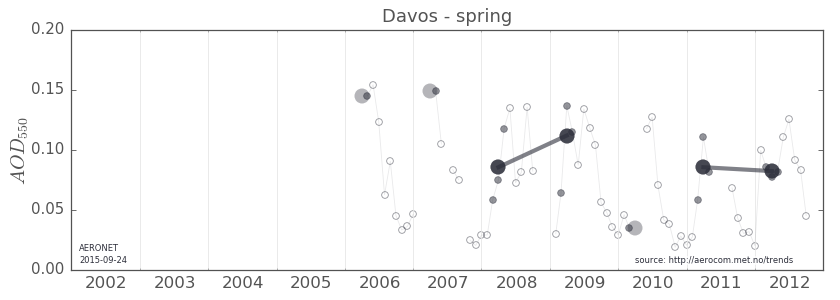 Davos - spring
0.20
0.15
0.10
0.05
0.00
AOD550
AERONET
2015-09-24
source: http://aerocom.met.no/trends
2002 2003 2004 2005 2006 2007 2008 2009 2010 2011 2012